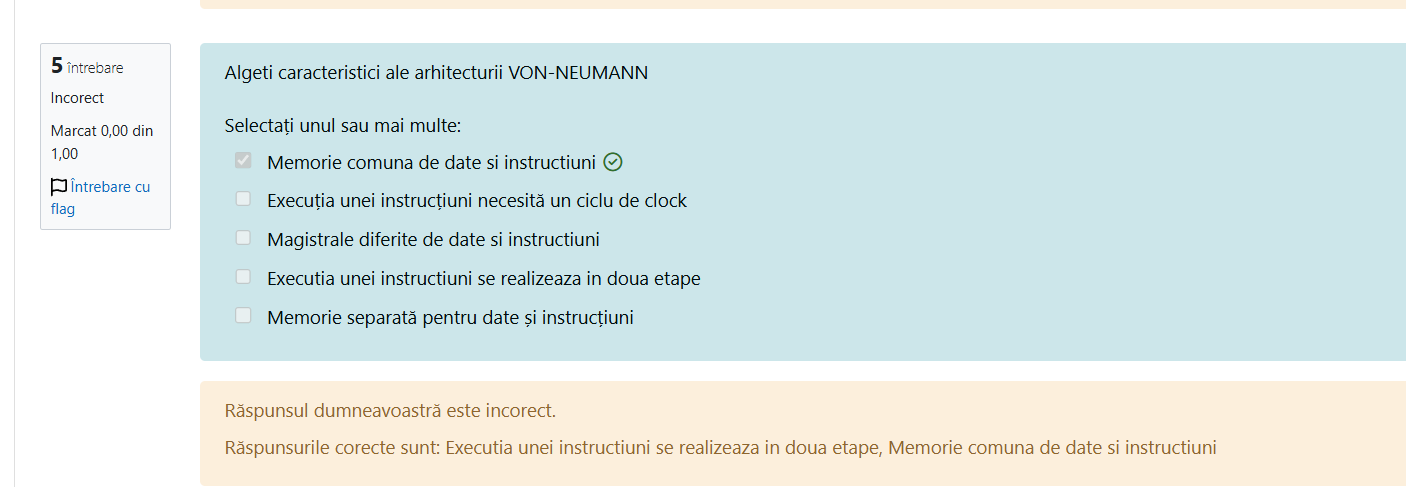 5 întrebare
Incorect
Marcat 0,00 din
1,00
Întrebare cu
flag
Algeti caracteristici ale arhitecturii VON-NEUMANN
Selectați unul sau mai multe:
Memorie comuna de date si instructiuni
Execuția unei instrucțiuni necesită un ciclu de clock
Magistrale diferite de date si instructiuni
Executia unei instructiuni se realizeaza in doua etape
Memorie separată pentru date și instrucțiuni
Răspunsul dumneavoastră este incorect.
Răspunsurile corecte sunt: Executia unei instructiuni se realizeaza in doua etape, Memorie comuna de date si instructiuni